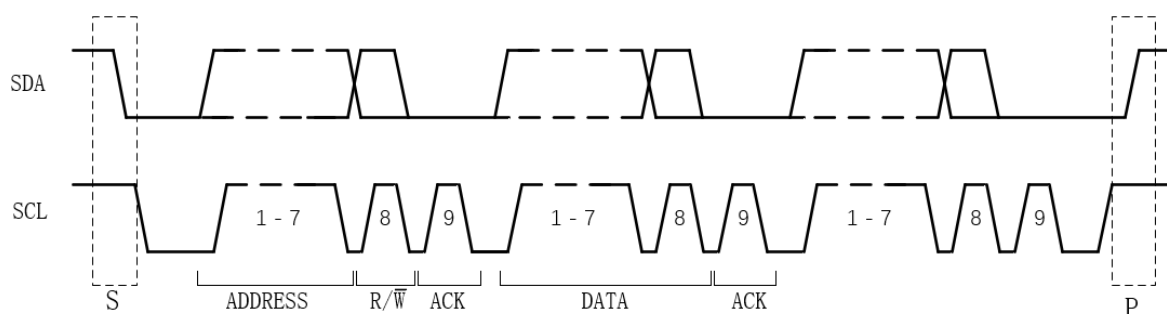 SDA
SCL 1 - 7 8 9 1 - 7 8 9 1 - 7 8 9
S ADDRESS R/W̅ ACK DATA ACK P